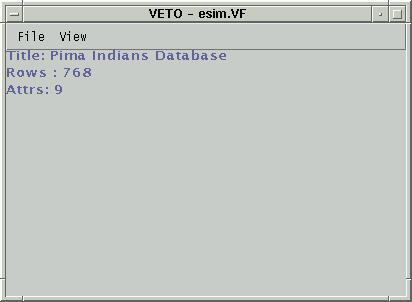 VETO - esim.VF
File View
Title: Pima Indians Database
Rows : 768
Attrs: 9